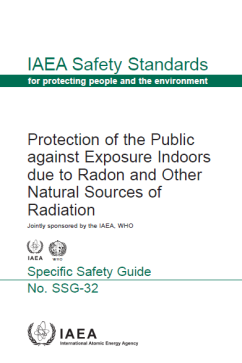 IAEA Safety Standards
for protecting people and the environment
Protection of the Public
against Exposure Indoors
due to Radon and Other
Natural Sources of
Radiation
Jointly sponsored by the IAEA, WHO
IAEA
Specific Safety Guide
No. SSG-32
IAEA
International Atomic Energy Agency